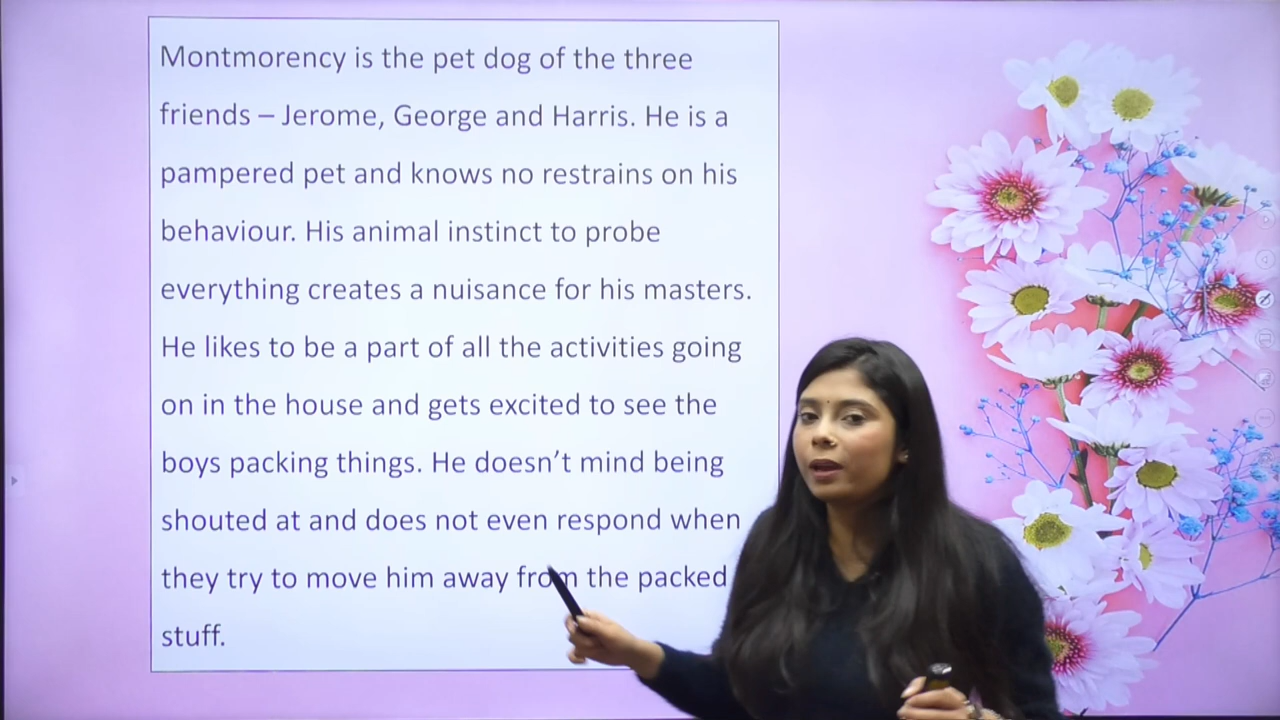 Montmorency is the pet dog of the three
friends – Jerome, George and Harris. He is a
pampered pet and knows no restrains on his
behaviour. His animal instinct to probe
everything creates a nuisance for his masters.
He likes to be a part of all the activities going
on in the house and gets excited to see the
boys packing things. He doesn’t mind being
shouted at and does not even respond when
they try to move him away from the packed
stuff.